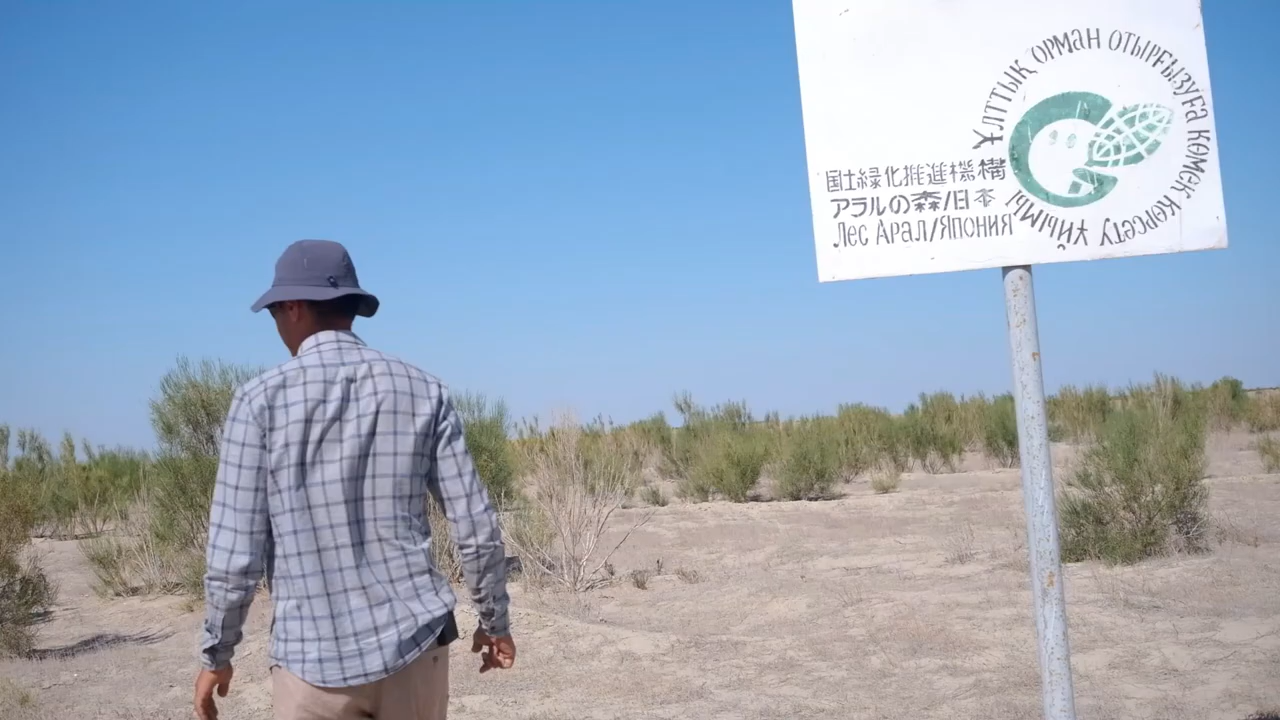 ҰЛТТЫҚ ОРМАН ОТЫРҒЫЗУҒА КӨМЕК КӨРСЕТУ ҰЙЫМЫ
国土緑化推進機構
アラルの森/日本
Лес Арал/Япония